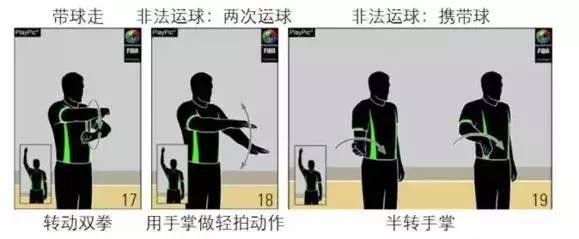 带球走
非法运球：两次运球
非法运球：携带球
PlayPic®
FIBA
PlayPic®
FIBA
PlayPic®
FIBA
17
18
19
转动双拳
用手掌做轻拍动作
半转手掌